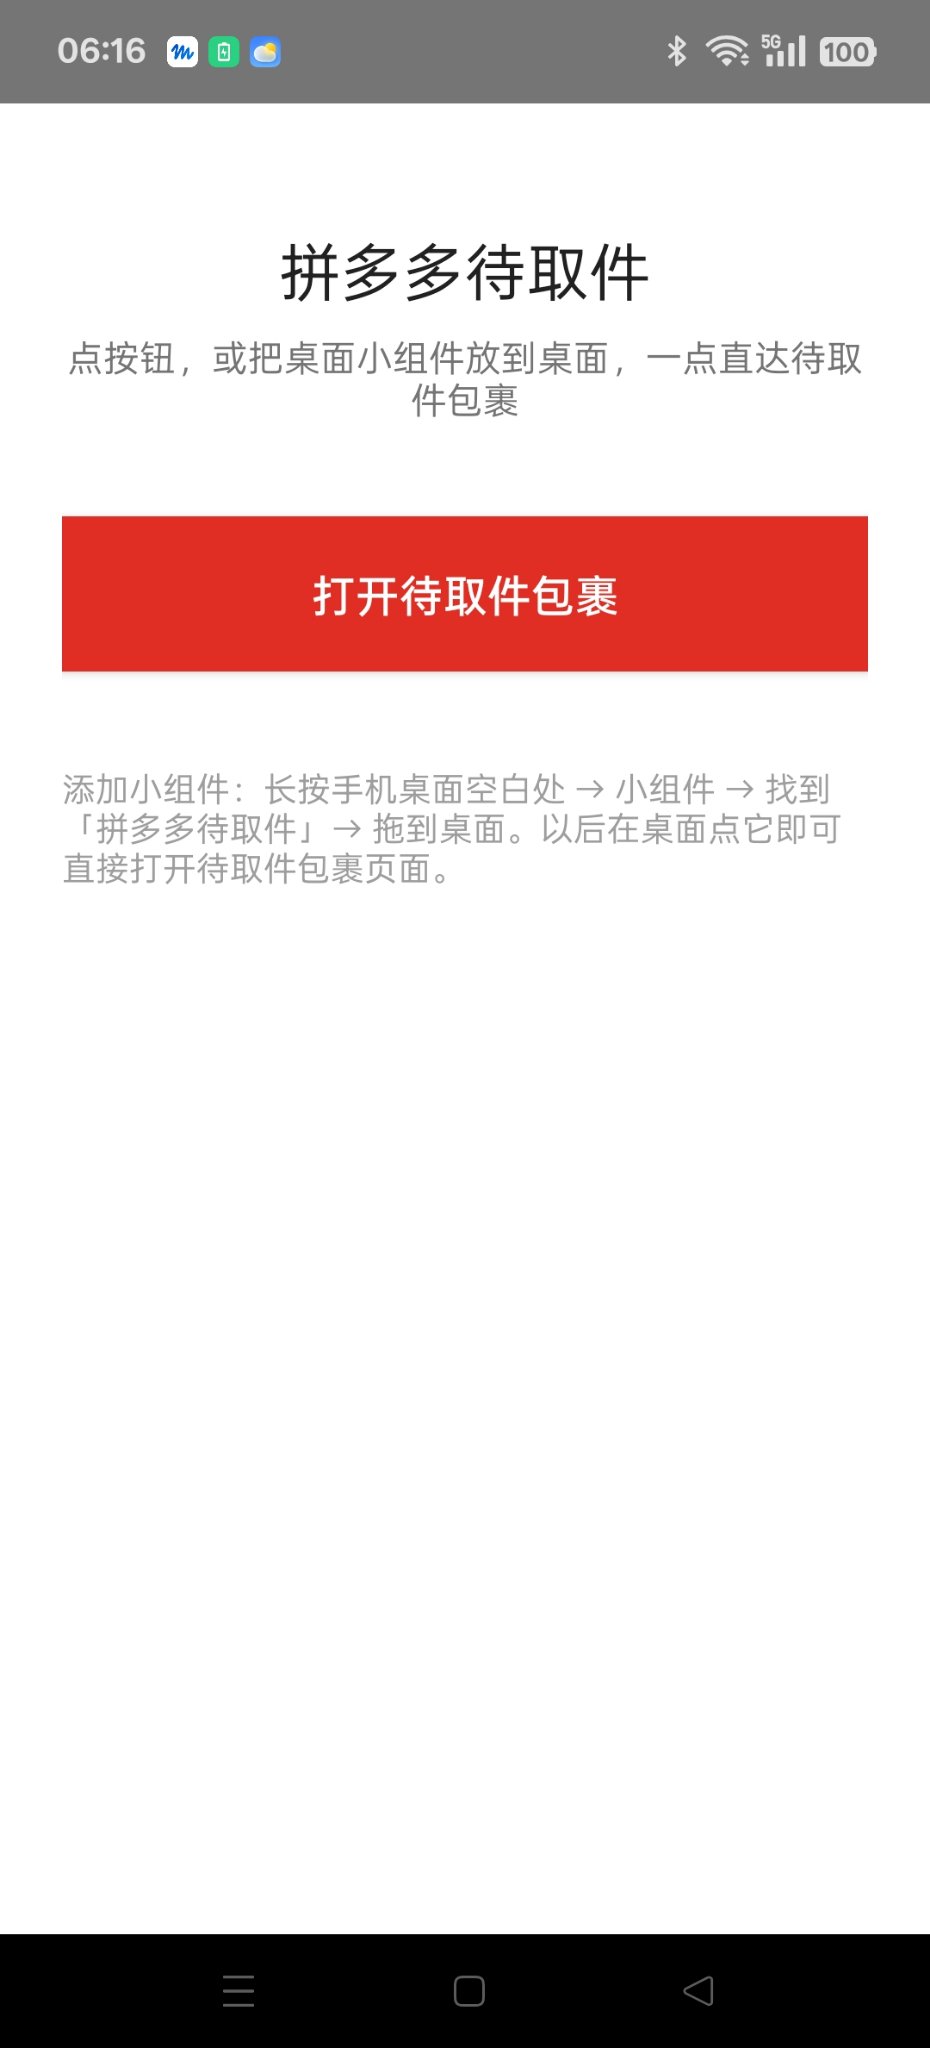 06:16
5G
100
拼多多待取件
点按钮，或把桌面小组件放到桌面，一点直达待取
件包裹
打开待取件包裹
添加小组件：长按手机桌面空白处 → 小组件 → 找到
「拼多多待取件」→ 拖到桌面。以后在桌面点它即可
直接打开待取件包裹页面。